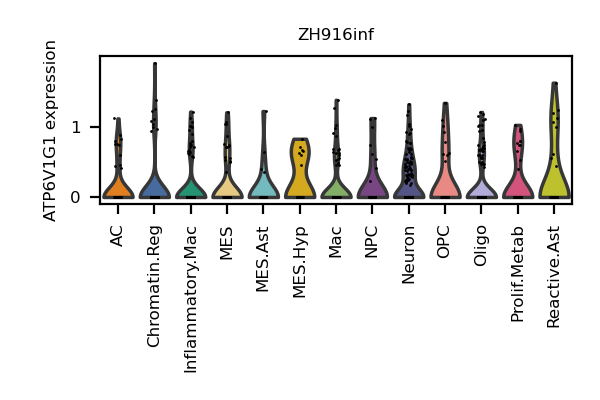 ZH916inf
ATP6V1G1 expression
1
0
AC
Chromatin.Reg
Inflammatory.Mac
MES
MES.Ast
MES.Hyp
Mac
NPC
Neuron
OPC
Oligo
Prolif.Metab
Reactive.Ast